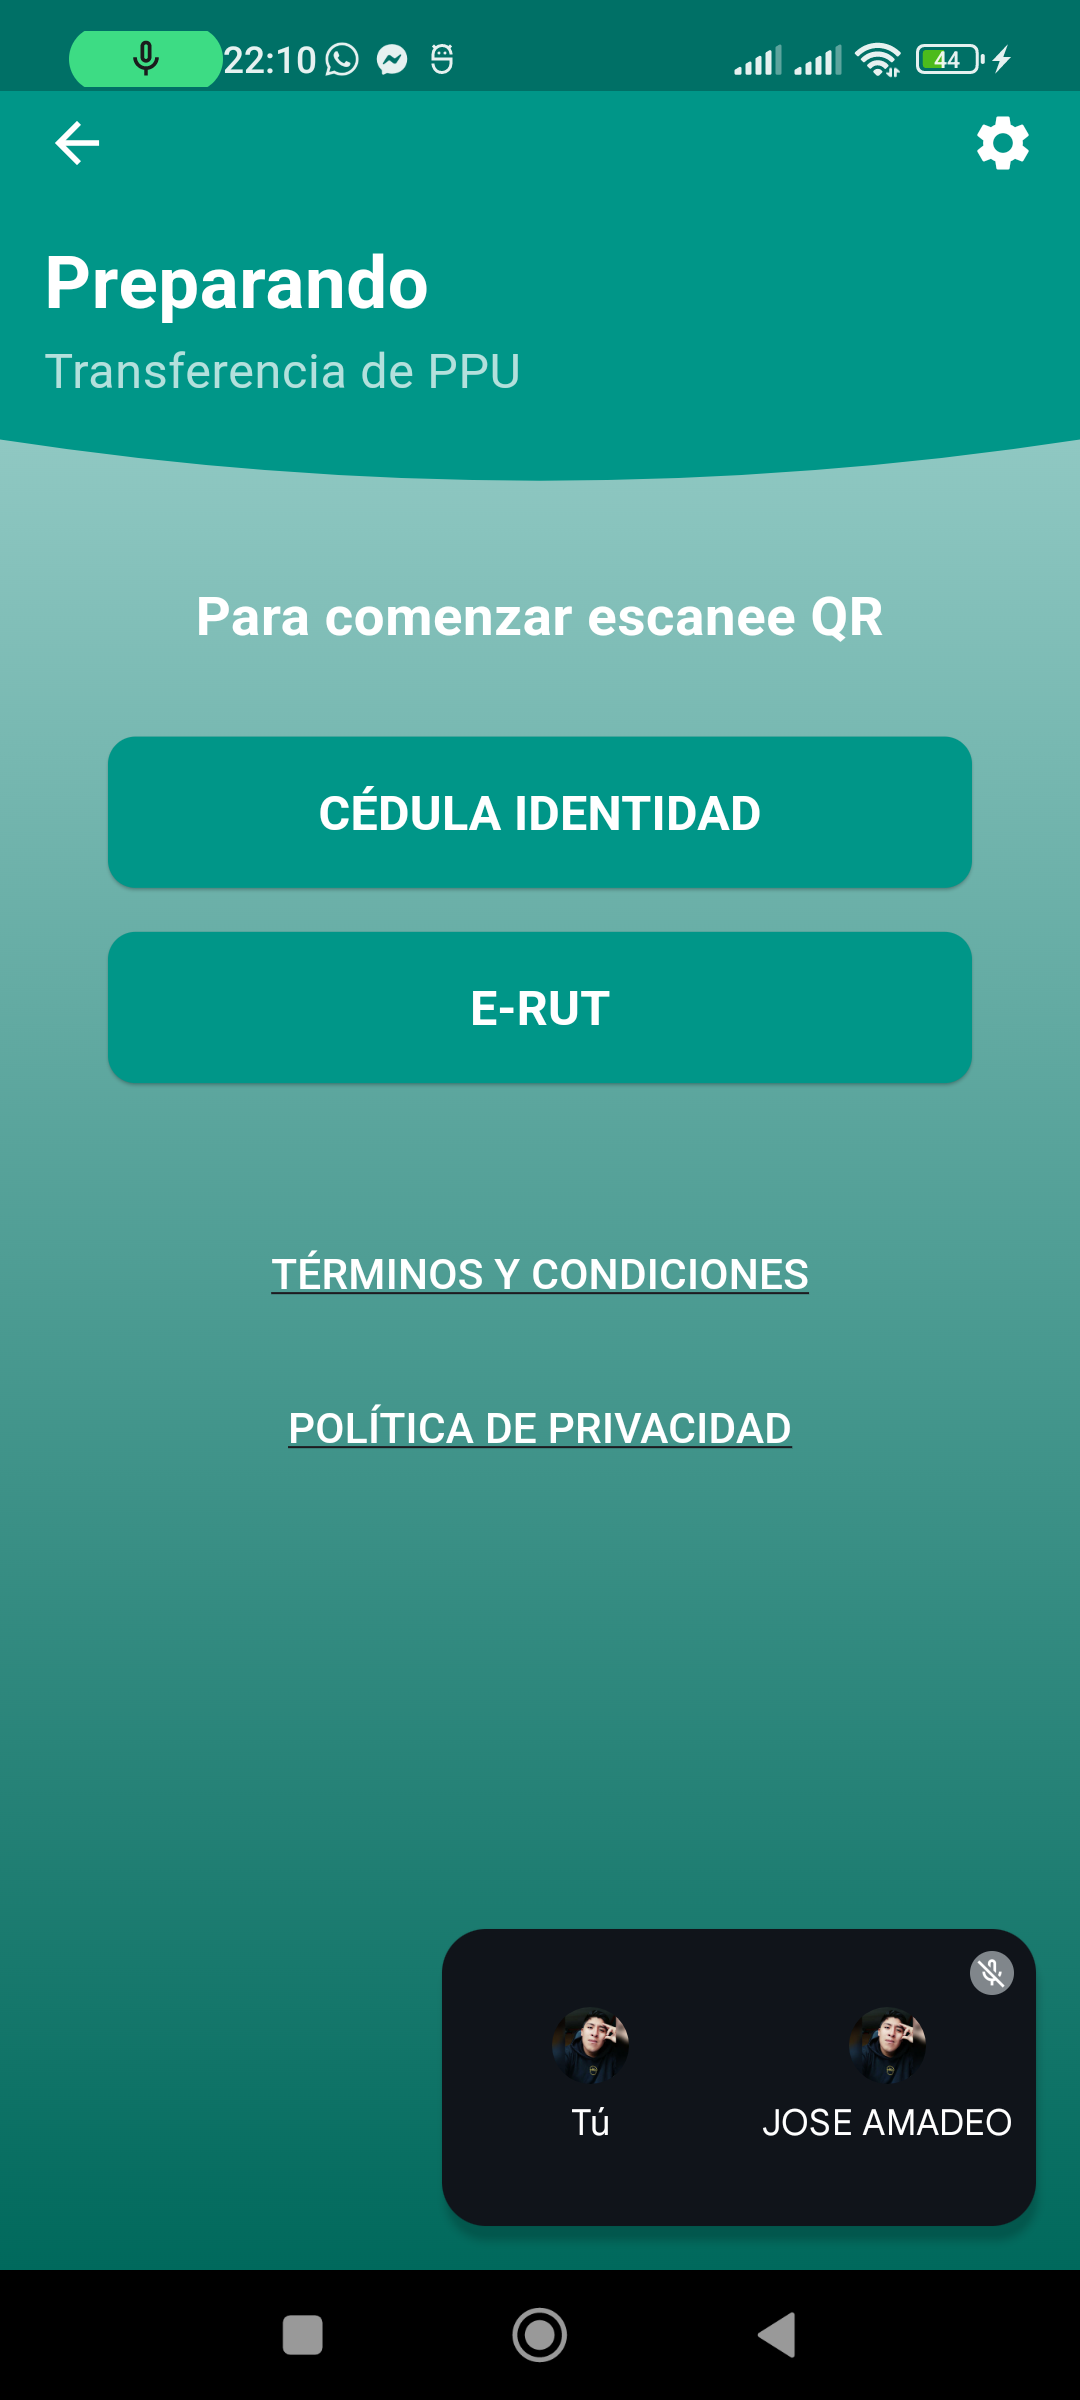 22:10
44
Preparando
Transferencia de PPU
Para comenzar escanee QR
CÉDULA IDENTIDAD
E-RUT
TÉRMINOS Y CONDICIONES
POLÍTICA DE PRIVACIDAD
Tú
JOSE AMADEO